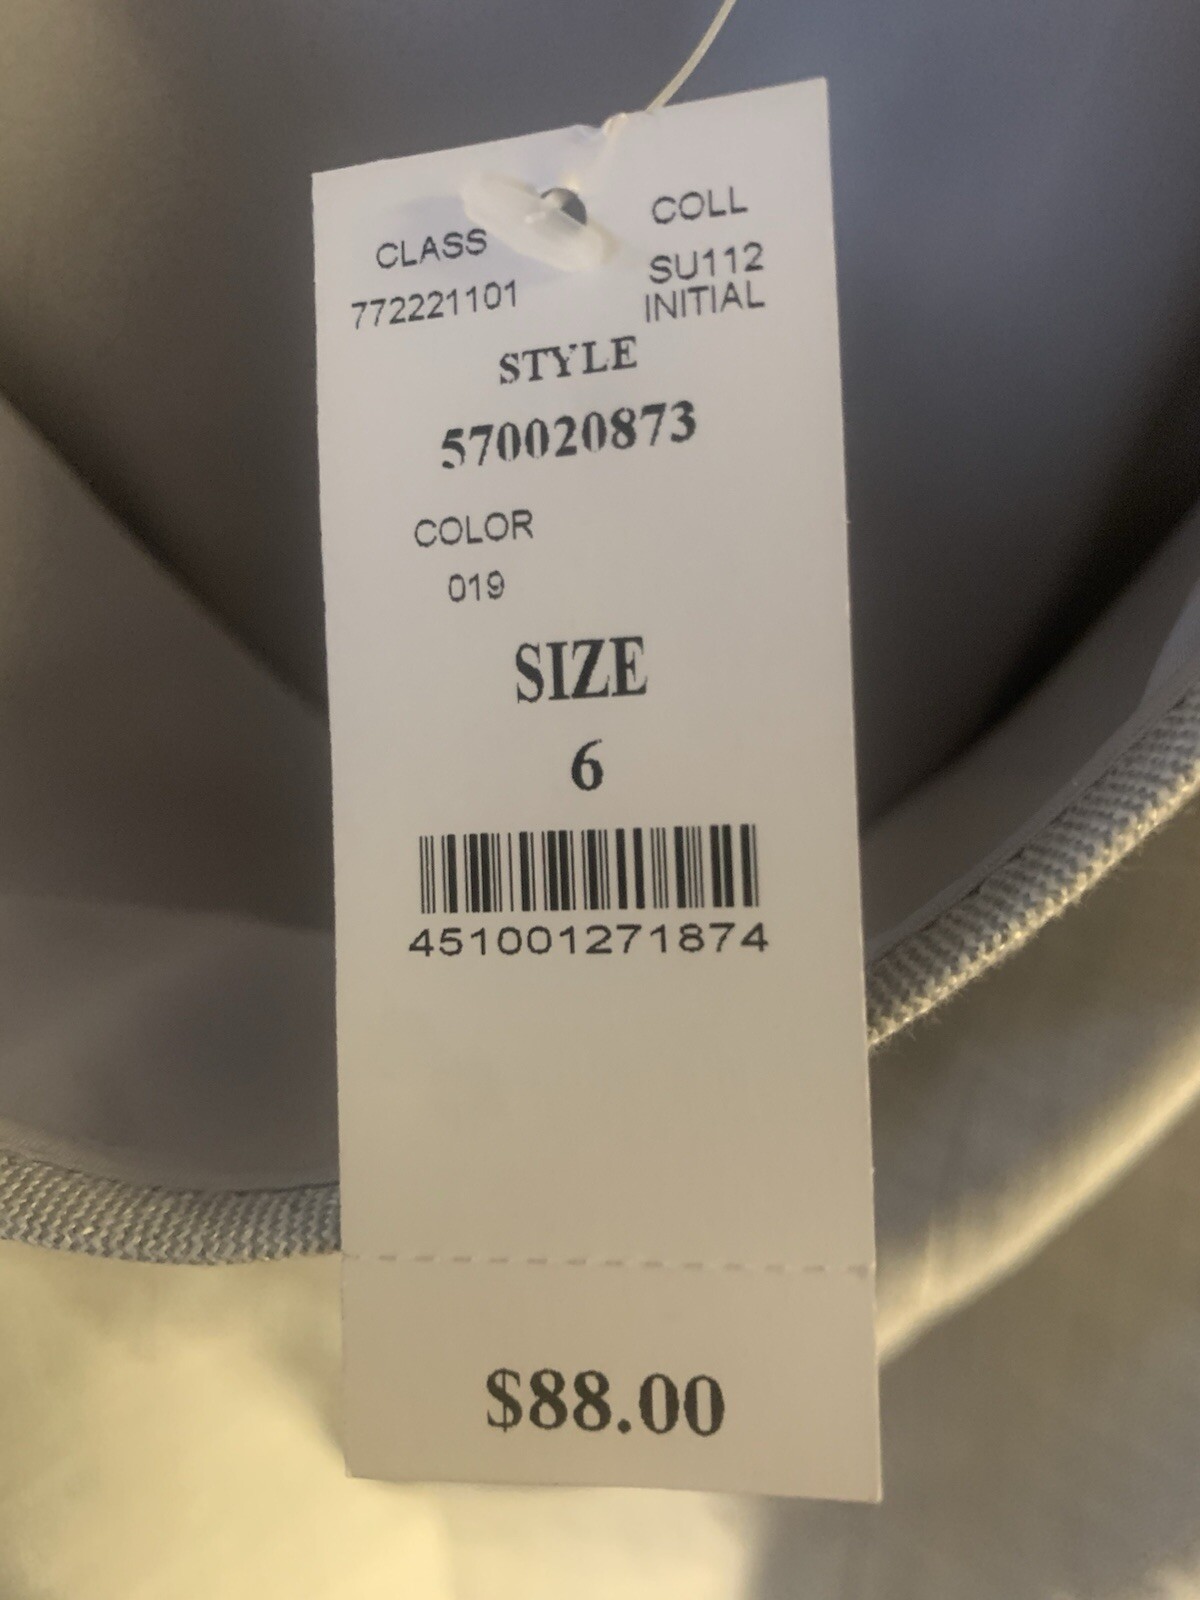 CLASS
772221101
COLL
SU112
INITIAL
STYLE
570020873
COLOR
019
SIZE
6
451001271874
$88.00